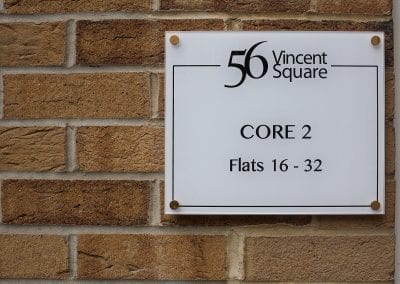 56 Vincent
Square
CORE 2
Flats 16 - 32